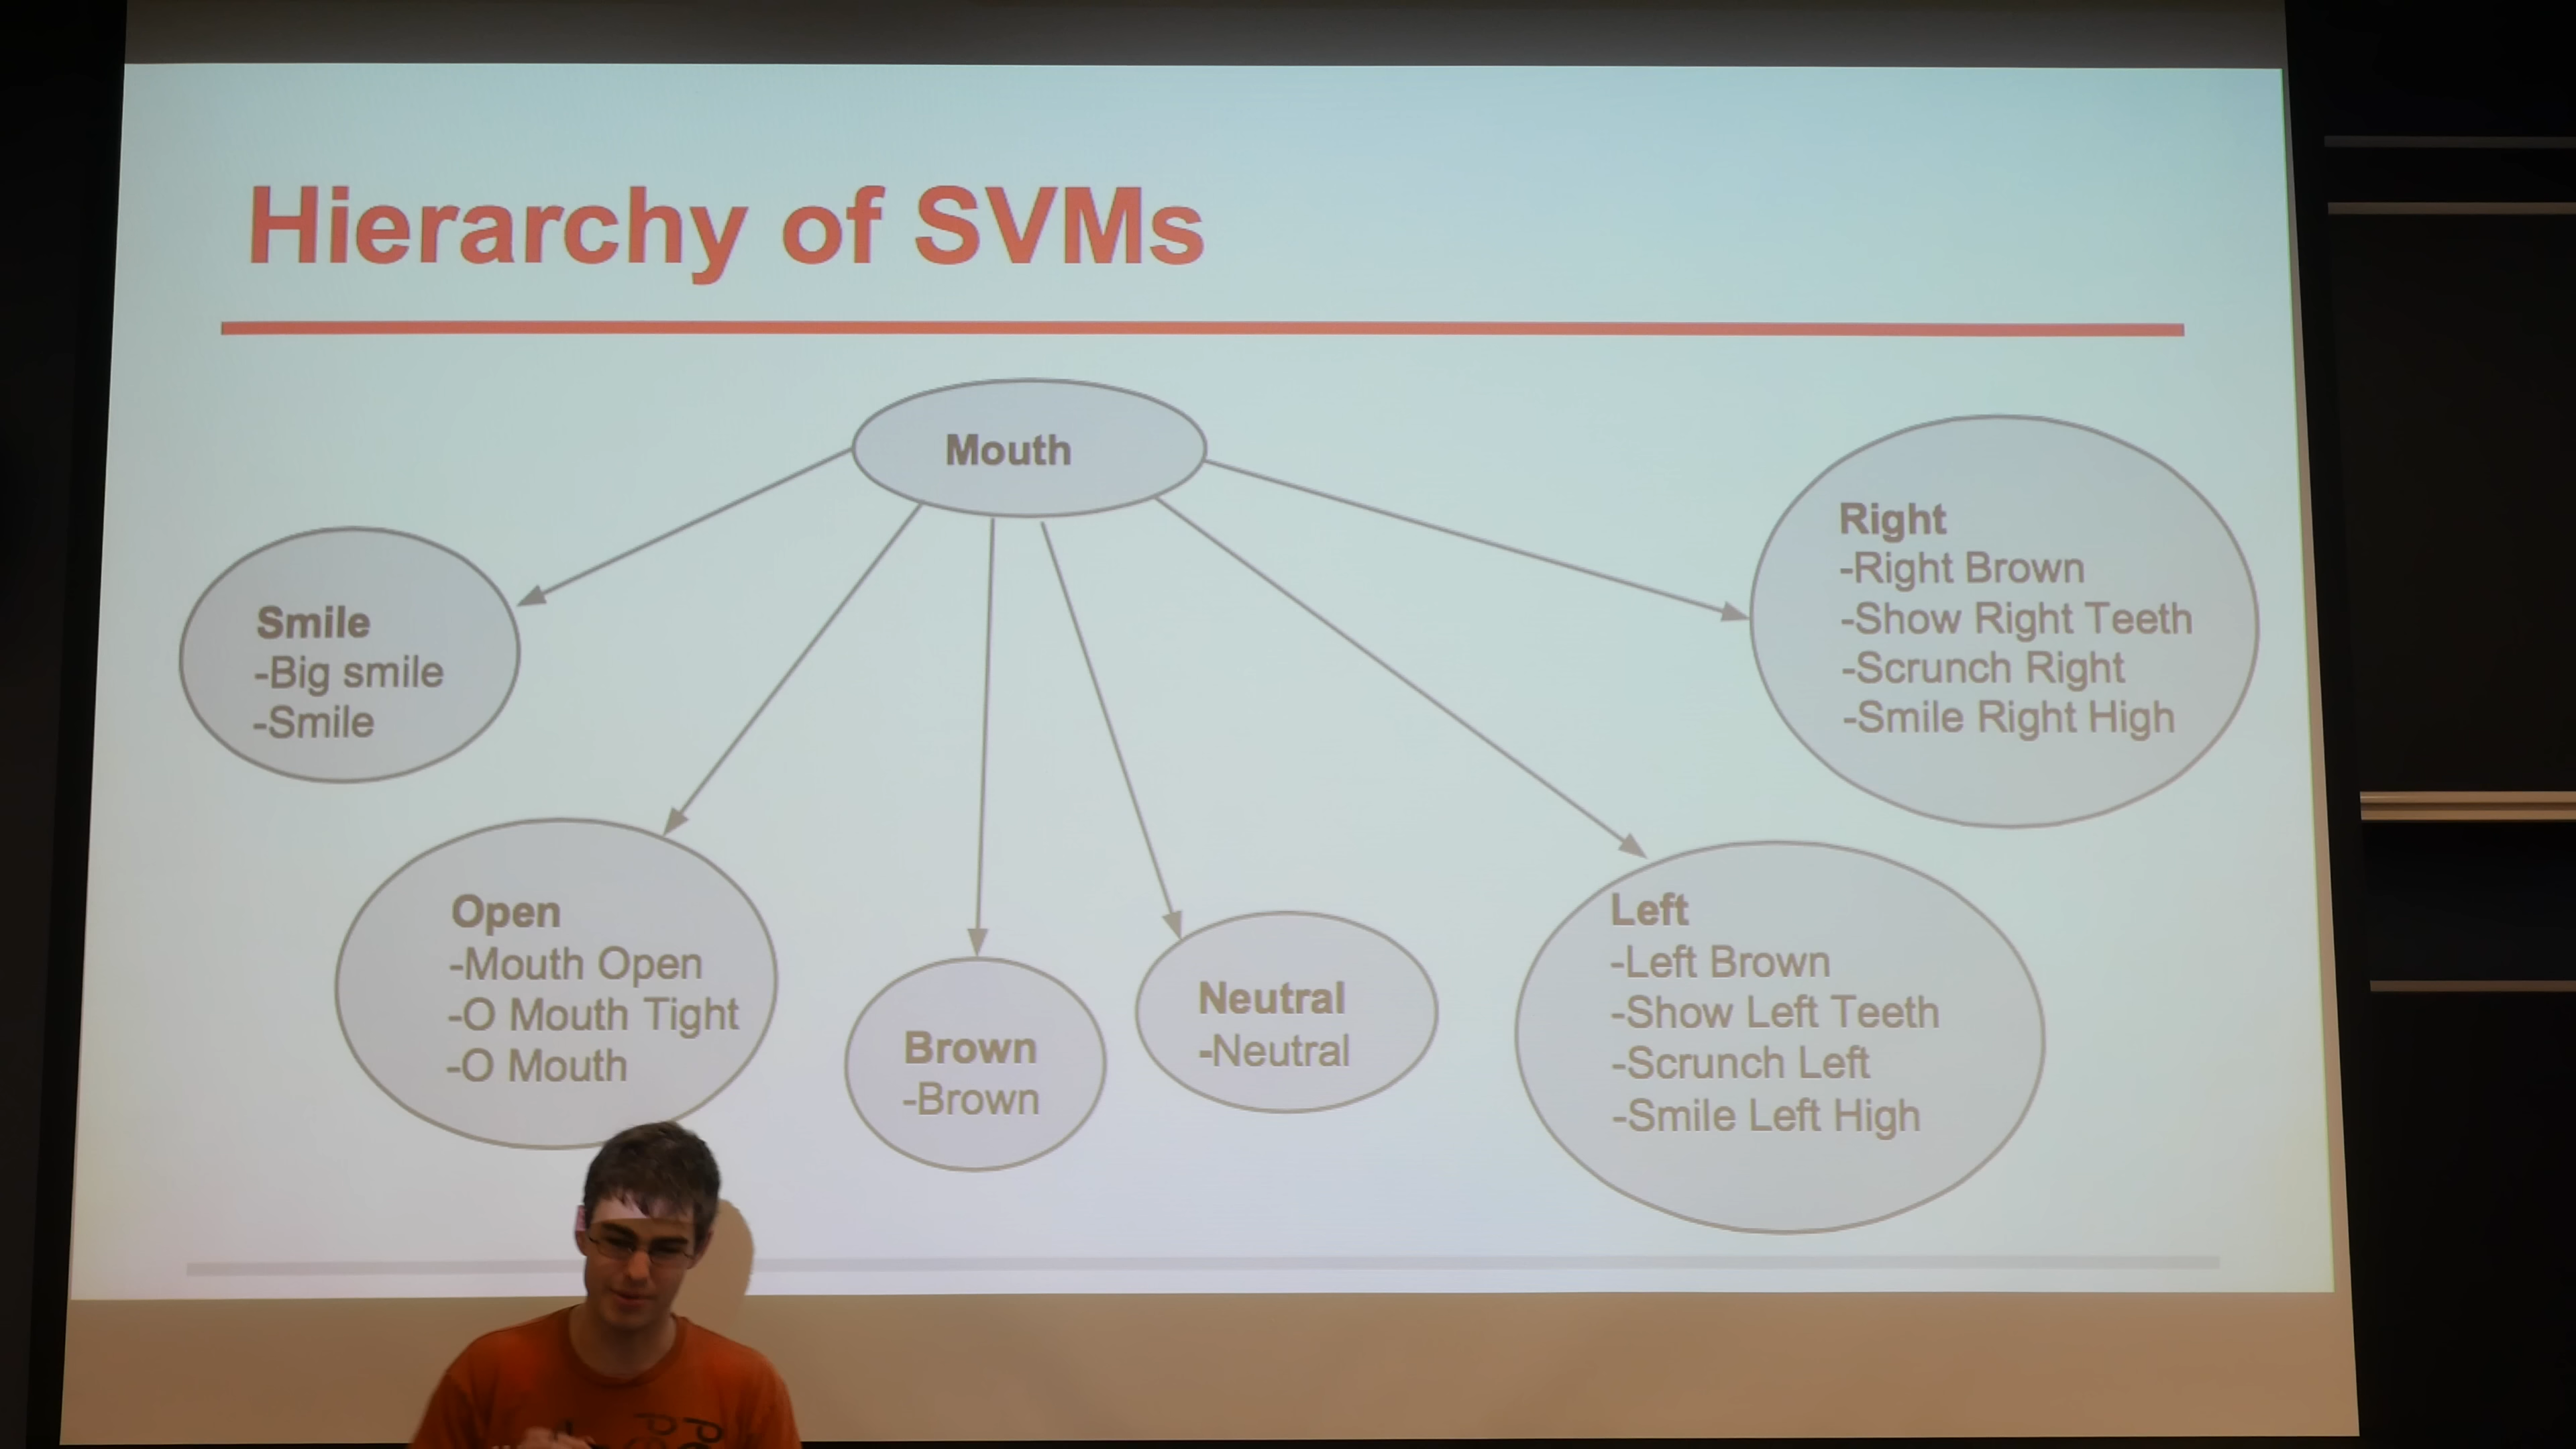 Hierarchy of SVMs
Mouth
Smile
-Big smile
-Smile
Open
-Mouth Open
-O Mouth Tight
-O Mouth
Brown
-Brown
Neutral
-Neutral
Left
-Left Brown
-Show Left Teeth
-Scrunch Left
-Smile Left High
Right
-Right Brown
-Show Right Teeth
-Scrunch Right
-Smile Right High